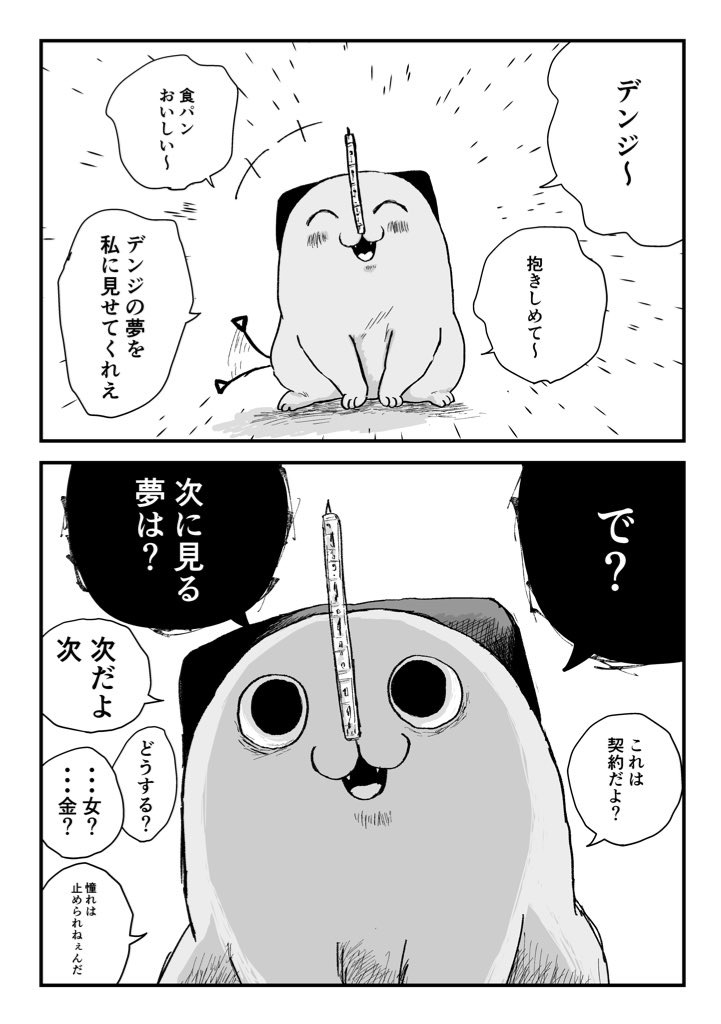 デンジ〜
抱きしめて〜
食パン
おいしい〜
デンジの夢を
私に見せてくれえ
で？
次に見る
夢は？
これは
契約だよ？
次だよ
次
どうする？
・・・女？
・・・金？
憧れは
止められねぇんだ